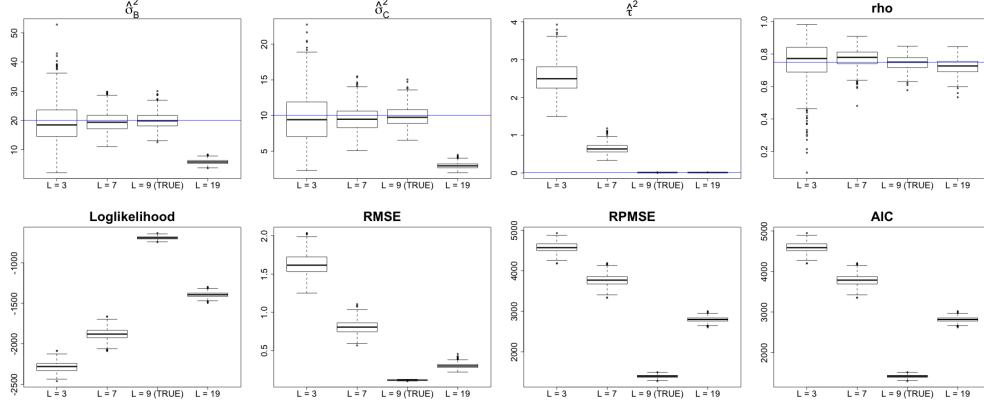 σ̂²_B
50
40
30
20
10
L = 3 L = 7 L = 9 (TRUE) L = 19
σ̂²_C
20
15
10
5
L = 3 L = 7 L = 9 (TRUE) L = 19
τ̂²
4
3
2
1
0
L = 3 L = 7 L = 9 (TRUE) L = 19
rho
1.0
0.8
0.6
0.4
0.2
L = 3 L = 7 L = 9 (TRUE) L = 19
Loglikelihood
-1000
-1500
-2000
-2500
L = 3 L = 7 L = 9 (TRUE) L = 19
RMSE
2.0
1.5
1.0
0.5
L = 3 L = 7 L = 9 (TRUE) L = 19
RPMSE
5000
4000
3000
2000
L = 3 L = 7 L = 9 (TRUE) L = 19
AIC
5000
4000
3000
2000
L = 3 L = 7 L = 9 (TRUE) L = 19